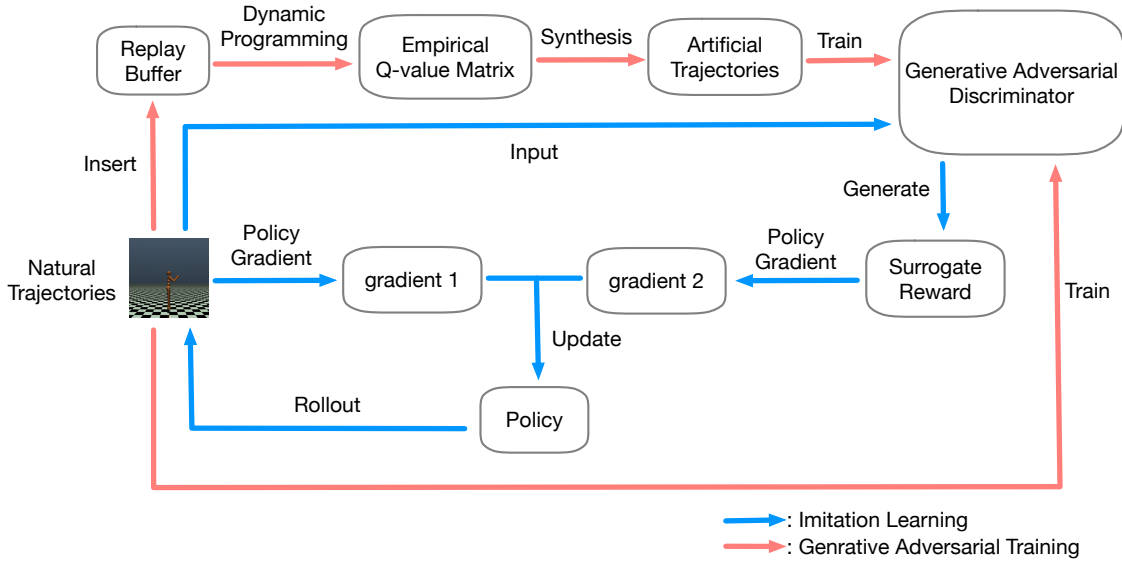 Dynamic
Programming
Synthesis
Train
Replay
Buffer
Empirical
Q-value Matrix
Artificial
Trajectories
Generative Adversarial
Discriminator
Input
Insert
Generate
Natural
Trajectories
Policy
Gradient
gradient 1
gradient 2
Policy
Gradient
Surrogate
Reward
Train
Update
Rollout
Policy
: Imitation Learning
: Genrative Adversarial Training